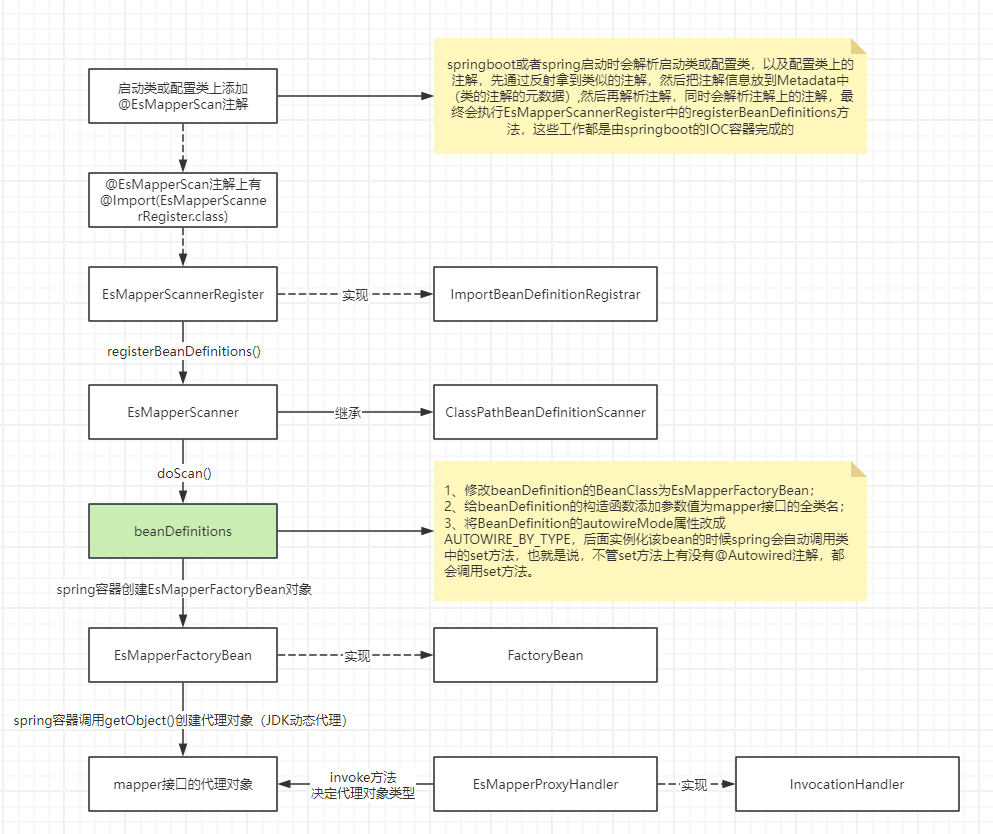 启动类或配置类上添加
@EsMapperScan注解
springboot或者spring启动时会解析启动类或配置类，以及配置类上的
注解，先通过反射拿到类似的注解，然后把注解信息放到Metadata中
（类的注解的元数据）,然后再解析注解，同时会解析注解上的注解，最
终会执行EsMapperScannerRegister中的registerBeanDefinitions方
法，这些工作都是由springboot的IOC容器完成的
@EsMapperScan注解上有
@Import(EsMapperScanne
rRegister.class)
EsMapperScannerRegister
实现
ImportBeanDefinitionRegistrar
registerBeanDefinitions()
EsMapperScanner
继承
ClassPathBeanDefinitionScanner
doScan()
beanDefinitions
1、修改beanDefinition的BeanClass为EsMapperFactoryBean；
2、给beanDefinition的构造函数添加参数值为mapper接口的全类名；
3、将BeanDefinition的autowireMode属性改成
AUTOWIRE_BY_TYPE，后面实例化该bean的时候spring会自动调用类
中的set方法，也就是说，不管set方法上有没有@Autowired注解，都
会调用set方法。
spring容器创建EsMapperFactoryBean对象
EsMapperFactoryBean
实现
FactoryBean
spring容器调用getObject()创建代理对象（JDK动态代理）
mapper接口的代理对象
invoke方法
决定代理对象类型
EsMapperProxyHandler
实现
InvocationHandler